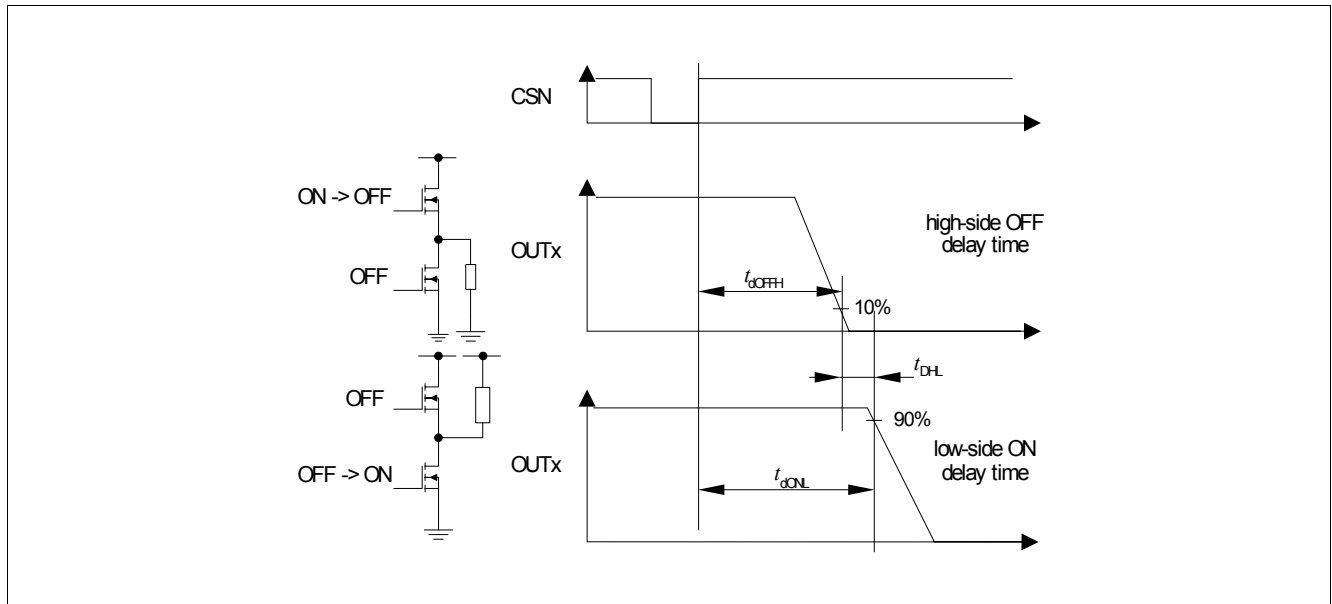 CSN
ON -> OFF
OFF
OUTx
high-side OFF
delay time
tdOFFH
10%
tDHL
OFF
OFF -> ON
OUTx
90%
low-side ON
delay time
tdONL